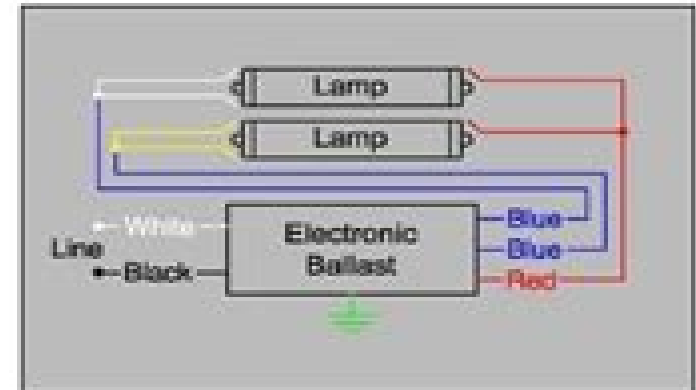 Lamp
Lamp
White
Line
Black
Electronic
Ballast
Blue
Blue
Red